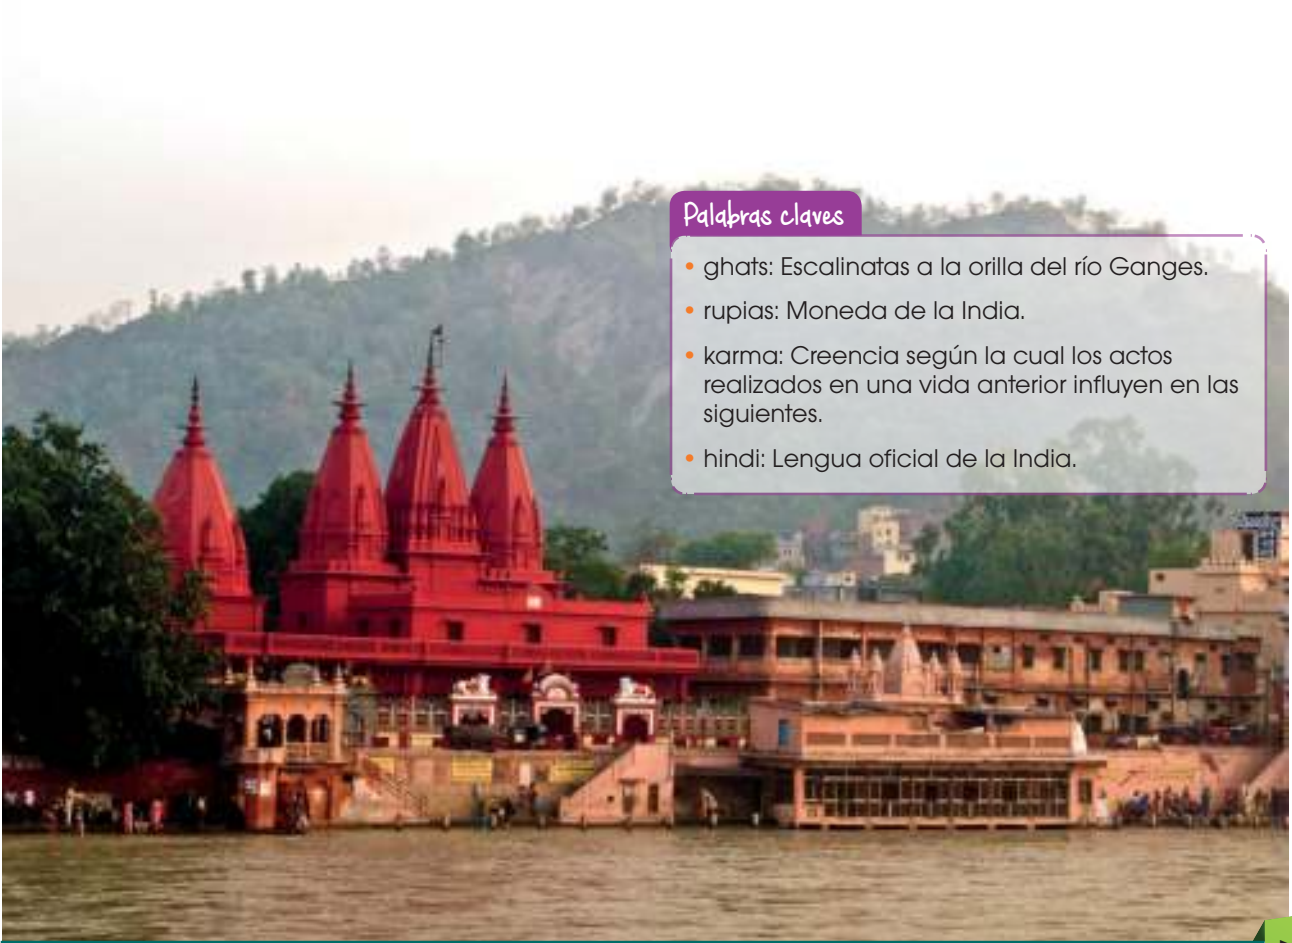 Palabras claves
• ghats: Escalinatas a la orilla del río Ganges.
• rupias: Moneda de la India.
• karma: Creencia según la cual los actos
realizados en una vida anterior influyen en las
siguientes.
• hindi: Lengua oficial de la India.